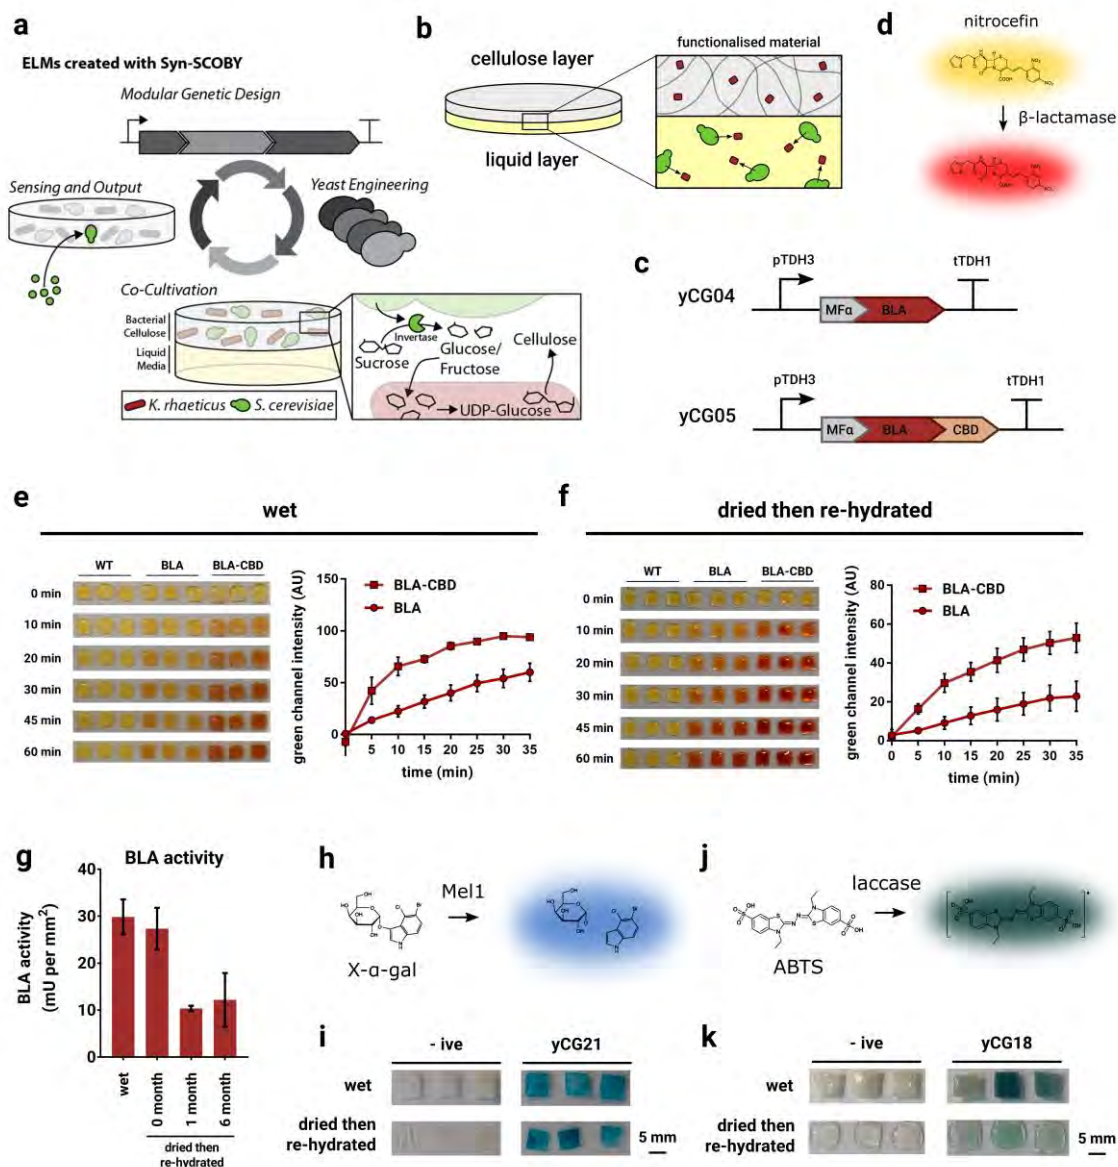 a
ELMs created with Syn-SCOBY
Modular Genetic Design
Sensing and Output
Yeast Engineering
Co-Cultivation
Bacterial
Cellulose
Liquid
Media
Invertase
Sucrose
Glucose/
Fructose
Cellulose
UDP-Glucose
K. rhaeticus
S. cerevisiae
b
functionalised material
cellulose layer
liquid layer
d
nitrocefin
β-lactamase
c
yCG04
pTDH3
tTDH1
MFα
BLA
yCG05
pTDH3
tTDH1
MFα
BLA
CBD
e
wet
WT
BLA
BLA-CBD
0 min
10 min
20 min
30 min
45 min
60 min
green channel intensity (AU)
150
100
50
0
BLA-CBD
BLA
5 10 15 20 25 30 35
time (min)
f
dried then re-hydrated
WT
BLA
BLA-CBD
0 min
10 min
20 min
30 min
45 min
60 min
green channel intensity (AU)
80
60
40
20
0
BLA-CBD
BLA
0 5 10 15 20 25 30 35
time (min)
g
BLA activity
BLA activity
(mU per mm²)
40
30
20
10
0
wet
0 month
1 month
6 month
dried then
re-hydrated
h
Mel1
X-α-gal
i
- ive
yCG21
wet
dried then
re-hydrated
5 mm
j
laccase
ABTS
k
- ive
yCG18
wet
dried then
re-hydrated
5 mm